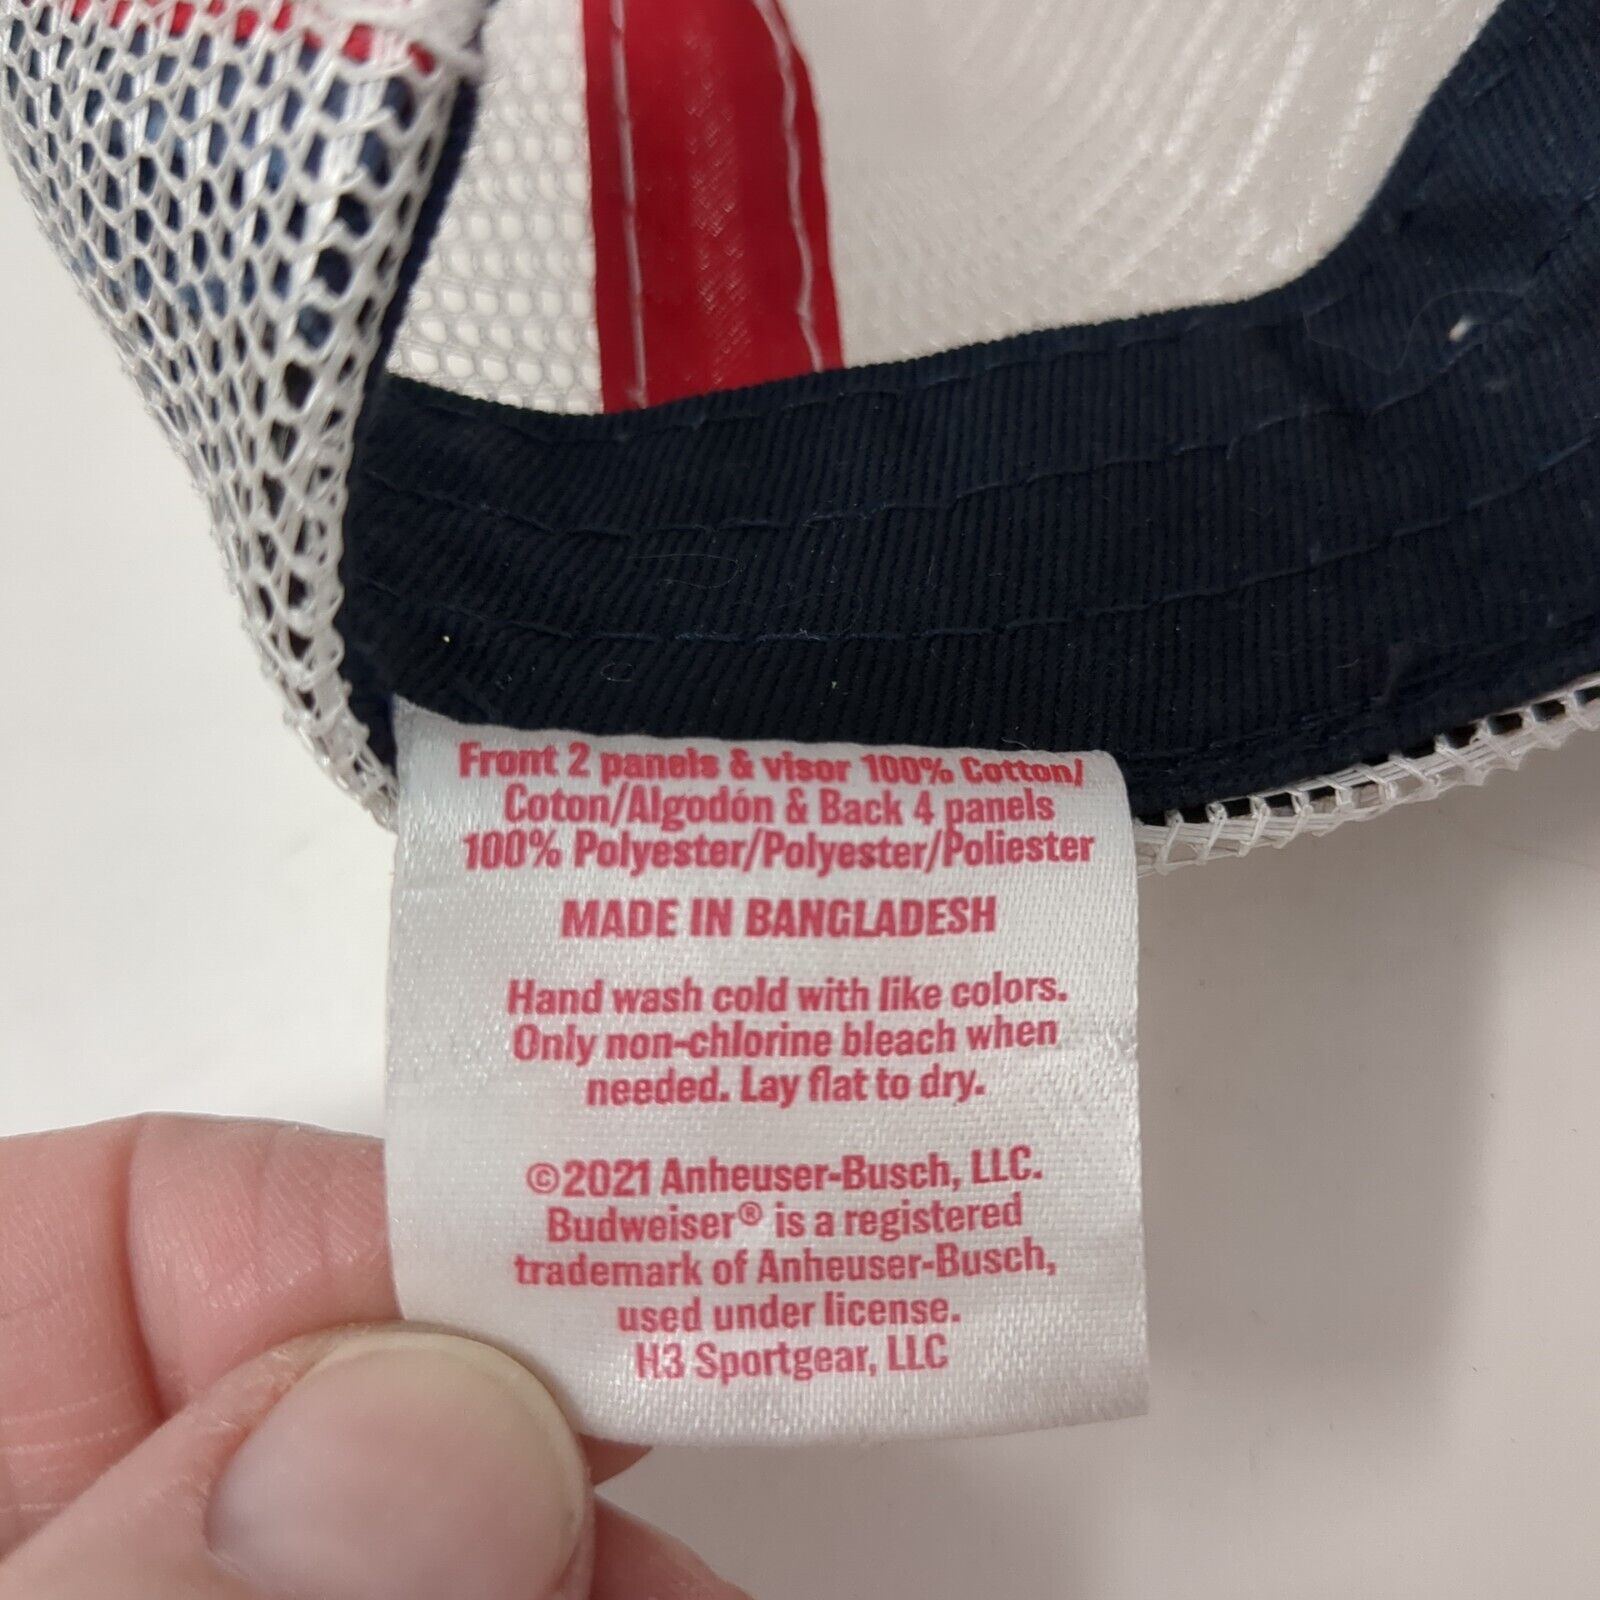 Front 2 panels & visor 100% Cotton/
Coton/Algodón & Back 4 panels
100% Polyester/Polyester/Poliester
MADE IN BANGLADESH
Hand wash cold with like colors.
Only non-chlorine bleach when
needed. Lay flat to dry.
©2021 Anheuser-Busch, LLC.
Budweiser® is a registered
trademark of Anheuser-Busch,
used under license.
H3 Sportgear, LLC